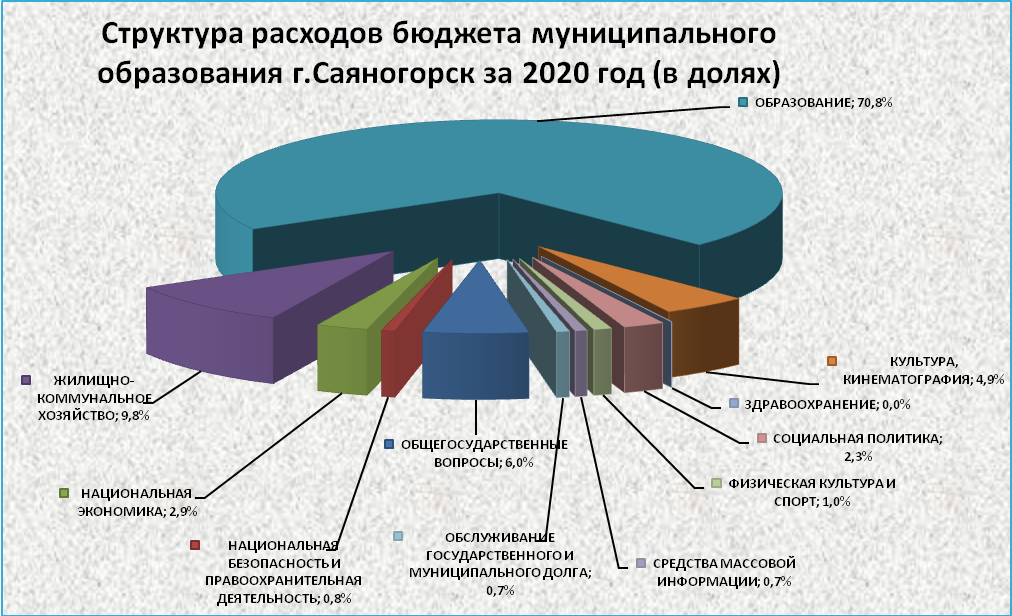 Структура расходов бюджета муниципального
образования г.Саяногорск за 2020 год (в долях)
ОБРАЗОВАНИЕ; 70,8%
КУЛЬТУРА,
КИНЕМАТОГРАФИЯ; 4,9%
ЗДРАВООХРАНЕНИЕ; 0,0%
СОЦИАЛЬНАЯ ПОЛИТИКА;
2,3%
ФИЗИЧЕСКАЯ КУЛЬТУРА И
СПОРТ; 1,0%
СРЕДСТВА МАССОВОЙ
ИНФОРМАЦИИ; 0,7%
ОБСЛУЖИВАНИЕ
ГОСУДАРСТВЕННОГО И
МУНИЦИПАЛЬНОГО ДОЛГА;
0,7%
ОБЩЕГОСУДАРСТВЕННЫЕ
ВОПРОСЫ; 6,0%
НАЦИОНАЛЬНАЯ
БЕЗОПАСНОСТЬ И
ПРАВООХРАНИТЕЛЬНАЯ
ДЕЯТЕЛЬНОСТЬ; 0,8%
НАЦИОНАЛЬНАЯ
ЭКОНОМИКА; 2,9%
ЖИЛИЩНО-
КОММУНАЛЬНОЕ
ХОЗЯЙСТВО; 9,8%